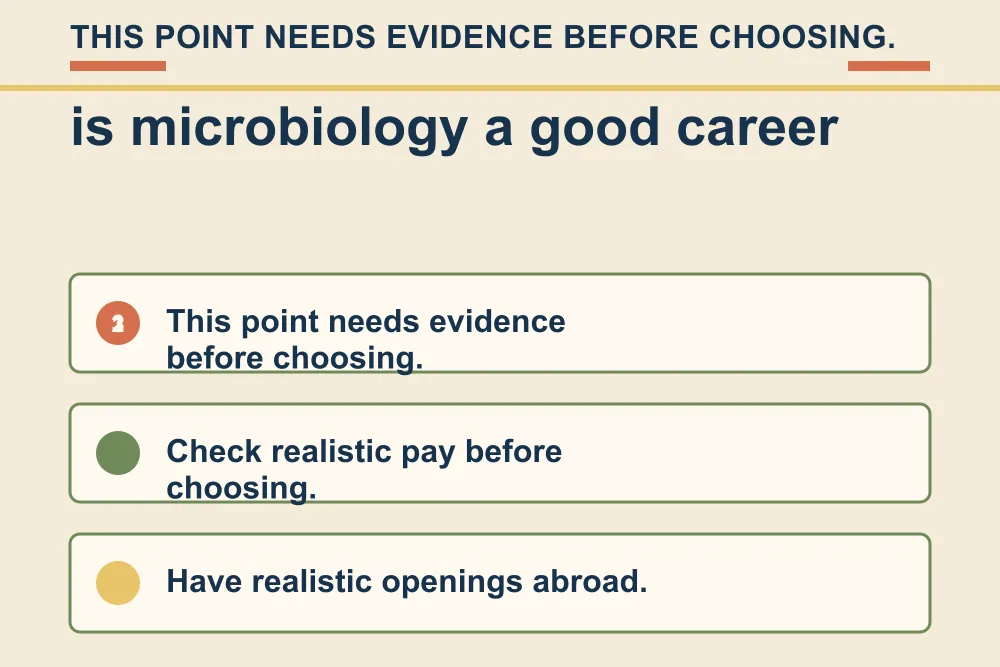 THIS POINT NEEDS EVIDENCE BEFORE CHOOSING.
is microbiology a good career
This point needs evidence
before choosing.
Check realistic pay before
choosing.
Have realistic openings abroad.